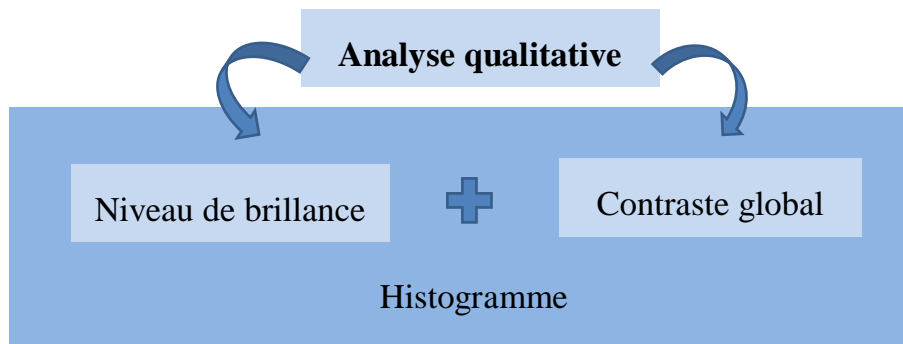 Analyse qualitative
Niveau de brillance
Contraste global
Histogramme